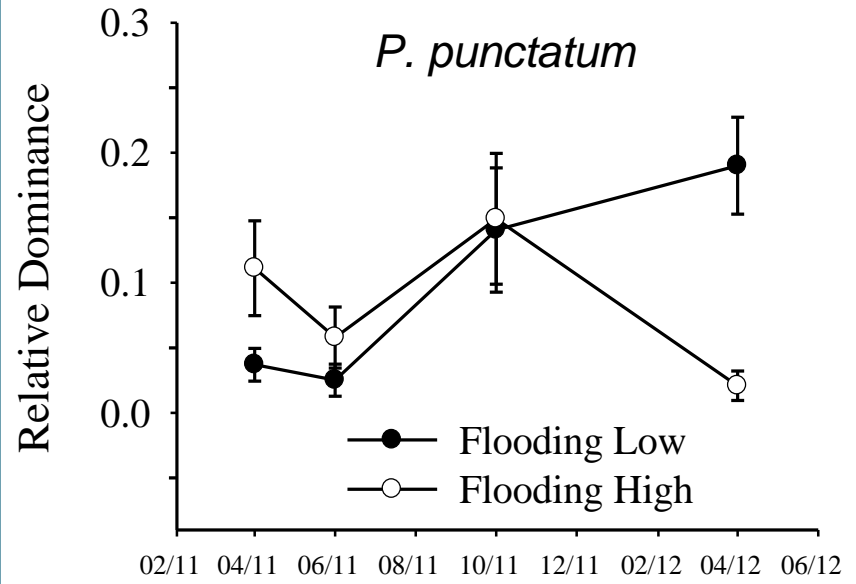 P. punctatum
Relative Dominance
0.3
0.2
0.1
0.0
Flooding Low
Flooding High
02/11 04/11 06/11 08/11 10/11 12/11 02/12 04/12 06/12